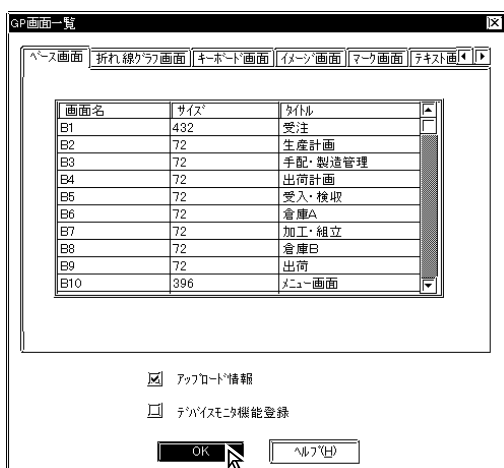 GP画面一覧
ﾍﾞｰｽ画面 折れ線ｸﾞﾗﾌ画面 ｷｰﾎﾞｰﾄﾞ画面 ｲﾒｰｼﾞ画面 ﾏｰｸ画面 ﾃｷｽﾄ画
画面名 ｻｲｽﾞ ﾀｲﾄﾙ
B1 432 受注
B2 72 生産計画
B3 72 手配・製造管理
B4 72 出荷計画
B5 72 受入・検収
B6 72 倉庫A
B7 72 加工・組立
B8 72 倉庫B
B9 72 出荷
B10 396 ﾒﾆｭｰ画面
ｱｯﾌﾟﾛｰﾄﾞ情報
ﾃﾞﾊﾞｲｽﾓﾆﾀ機能登録
OK ﾍﾙﾌﾟ(H)